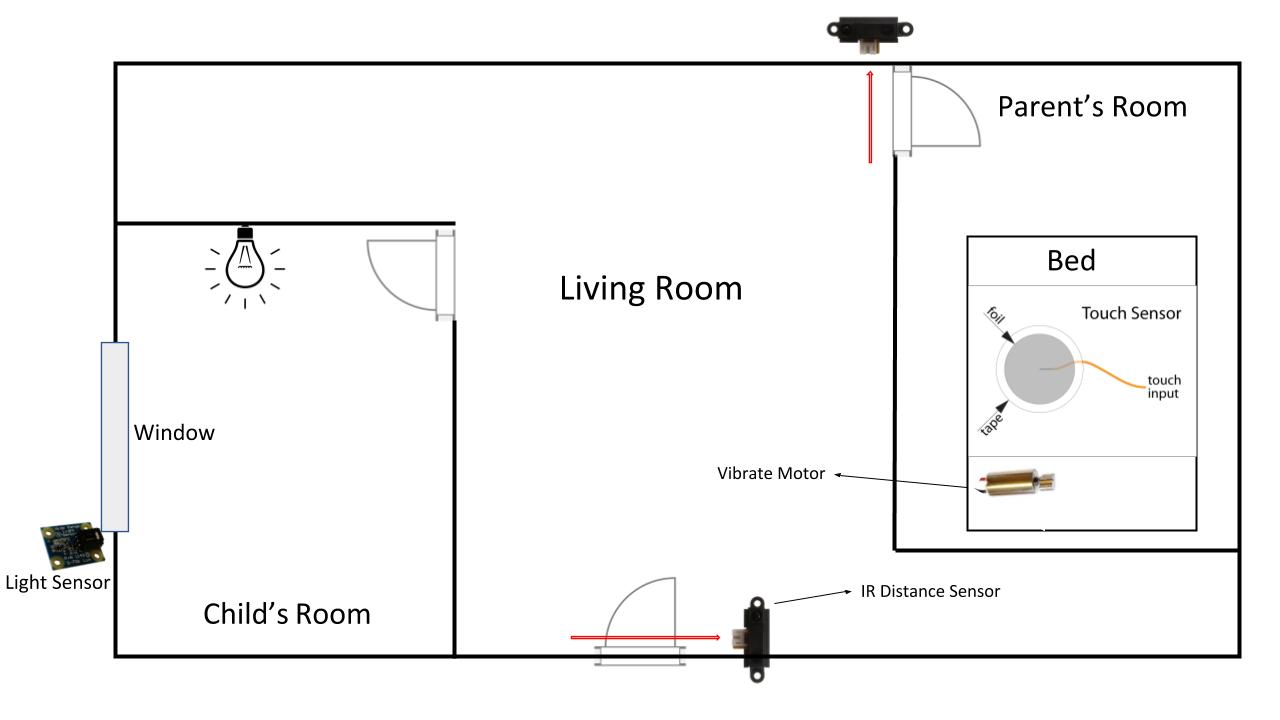 Parent’s Room
Bed
foil
Touch Sensor
touch
input
tape
Living Room
Window
Vibrate Motor
Light Sensor
Child’s Room
IR Distance Sensor